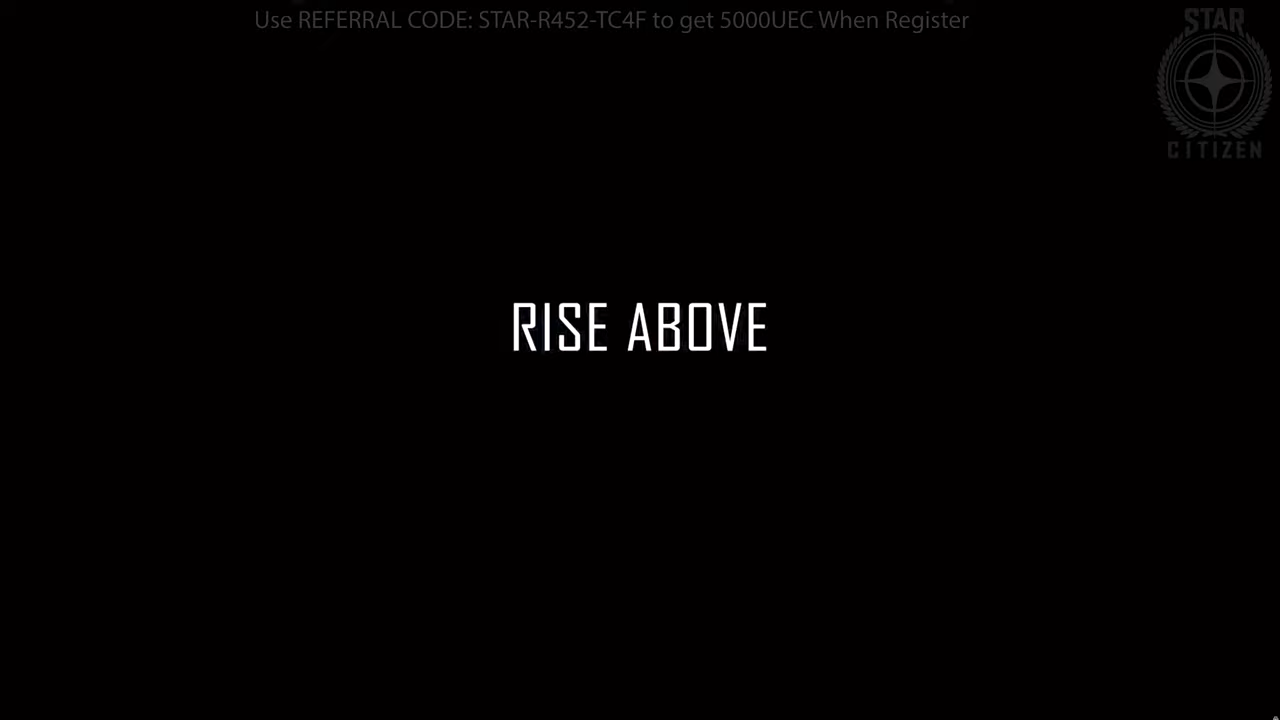 Use REFERRAL CODE: STAR-R452-TC4F to get 5000UEC When Register
STAR
CITIZEN
RISE ABOVE